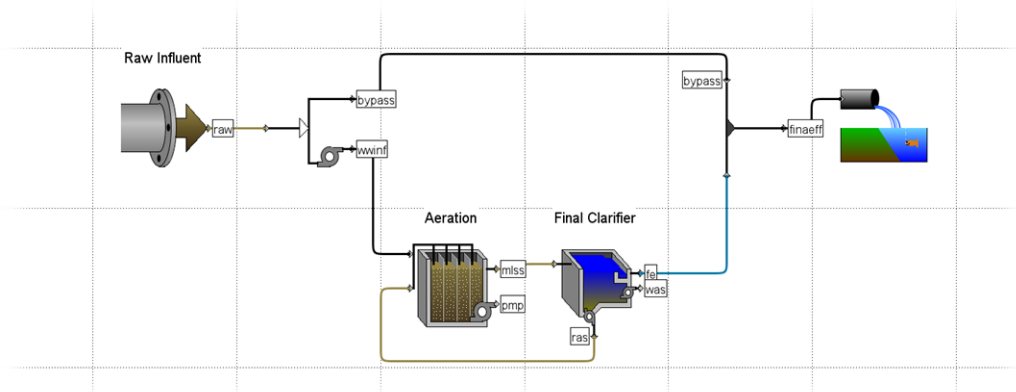 Raw Influent
bypass
bypass
raw
finaeff
wwinf
Aeration
Final Clarifier
mlss
fe
was
pmp
ras